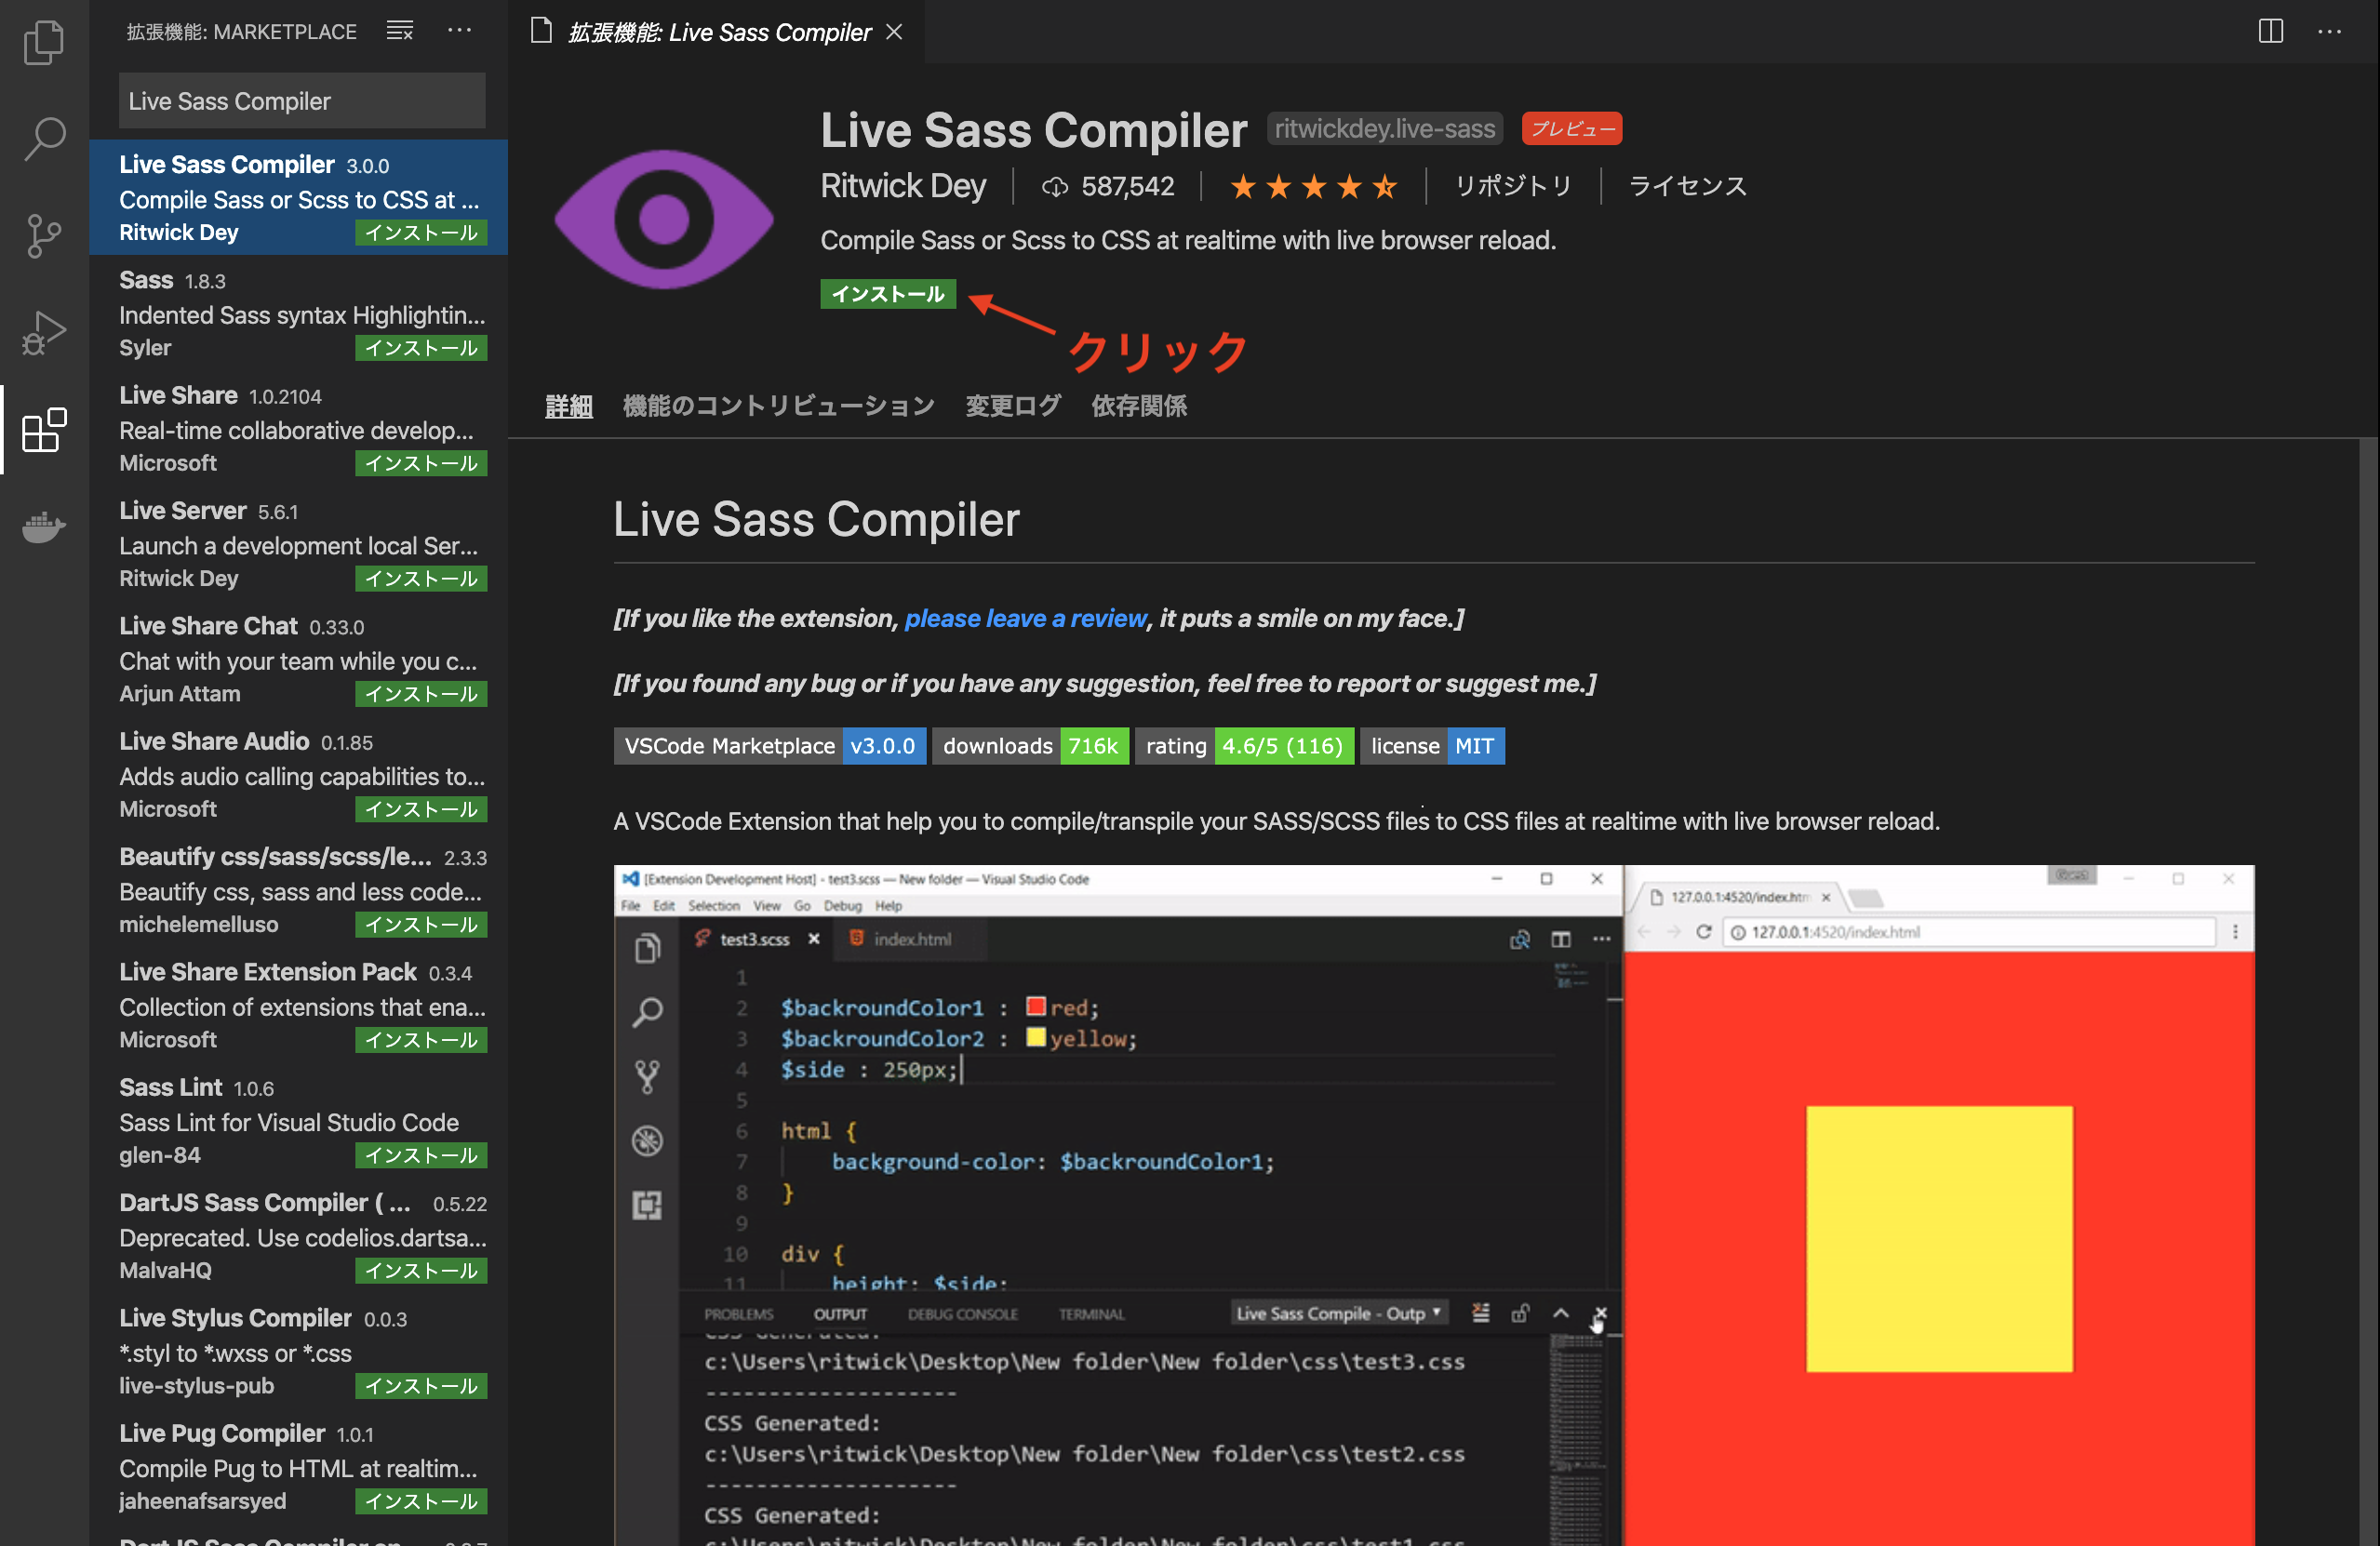 拡張機能: MARKETPLACE
Live Sass Compiler
Live Sass Compiler 3.0.0
Compile Sass or Scss to CSS at ...
Ritwick Dey インストール
Sass 1.8.3
Indented Sass syntax Highlightin...
Syler インストール
Live Share 1.0.2104
Real-time collaborative develop...
Microsoft インストール
Live Server 5.6.1
Launch a development local Ser...
Ritwick Dey インストール
Live Share Chat 0.33.0
Chat with your team while you c...
Arjun Attam インストール
Live Share Audio 0.1.85
Adds audio calling capabilities to...
Microsoft インストール
Beautify css/sass/scss/le... 2.3.3
Beautify css, sass and less code...
michelemelluso インストール
Live Share Extension Pack 0.3.4
Collection of extensions that ena...
Microsoft インストール
Sass Lint 1.0.6
Sass Lint for Visual Studio Code
glen-84 インストール
DartJS Sass Compiler ( ... 0.5.22
Deprecated. Use codelios.dartsa...
MalvaHQ インストール
Live Stylus Compiler 0.0.3
*.styl to *.wxss or *.css
live-stylus-pub インストール
Live Pug Compiler 1.0.1
Compile Pug to HTML at realtim...
jaheenafsarsyed インストール
拡張機能: Live Sass Compiler
Live Sass Compiler ritwickdey.live-sass プレビュー
Ritwick Dey 587,542 リポジトリ ライセンス
Compile Sass or Scss to CSS at realtime with live browser reload.
インストール
クリック
詳細 機能のコントリビューション 変更ログ 依存関係
Live Sass Compiler
[If you like the extension, please leave a review, it puts a smile on my face.]
[If you found any bug or if you have any suggestion, feel free to report or suggest me.]
VSCode Marketplace v3.0.0 downloads 716k rating 4.6/5 (116) license MIT
A VSCode Extension that help you to compile/transpile your SASS/SCSS files to CSS files at realtime with live browser reload.
[Extension Development Host] - test3.scss — New folder — Visual Studio Code
File Edit Selection View Go Debug Help
test3.scss index.html
1
2 $backroundColor1 : red;
3 $backroundColor2 : yellow;
4 $side : 250px;
5
6 html {
7 background-color: $backroundColor1;
8 }
9
10 div {
11 height: $side;
PROBLEMS OUTPUT DEBUG CONSOLE TERMINAL Live Sass Compile - Outp
CSS Generated:
c:\Users\ritwick\Desktop\New folder\New folder\css\test3.css
--------------------
CSS Generated:
c:\Users\ritwick\Desktop\New folder\New folder\css\test2.css
--------------------
CSS Generated:
c:\Users\ritwick\Desktop\New folder\New folder\css\test1.css
Guest
127.0.0.1:4520/index.htm
127.0.0.1:4520/index.html